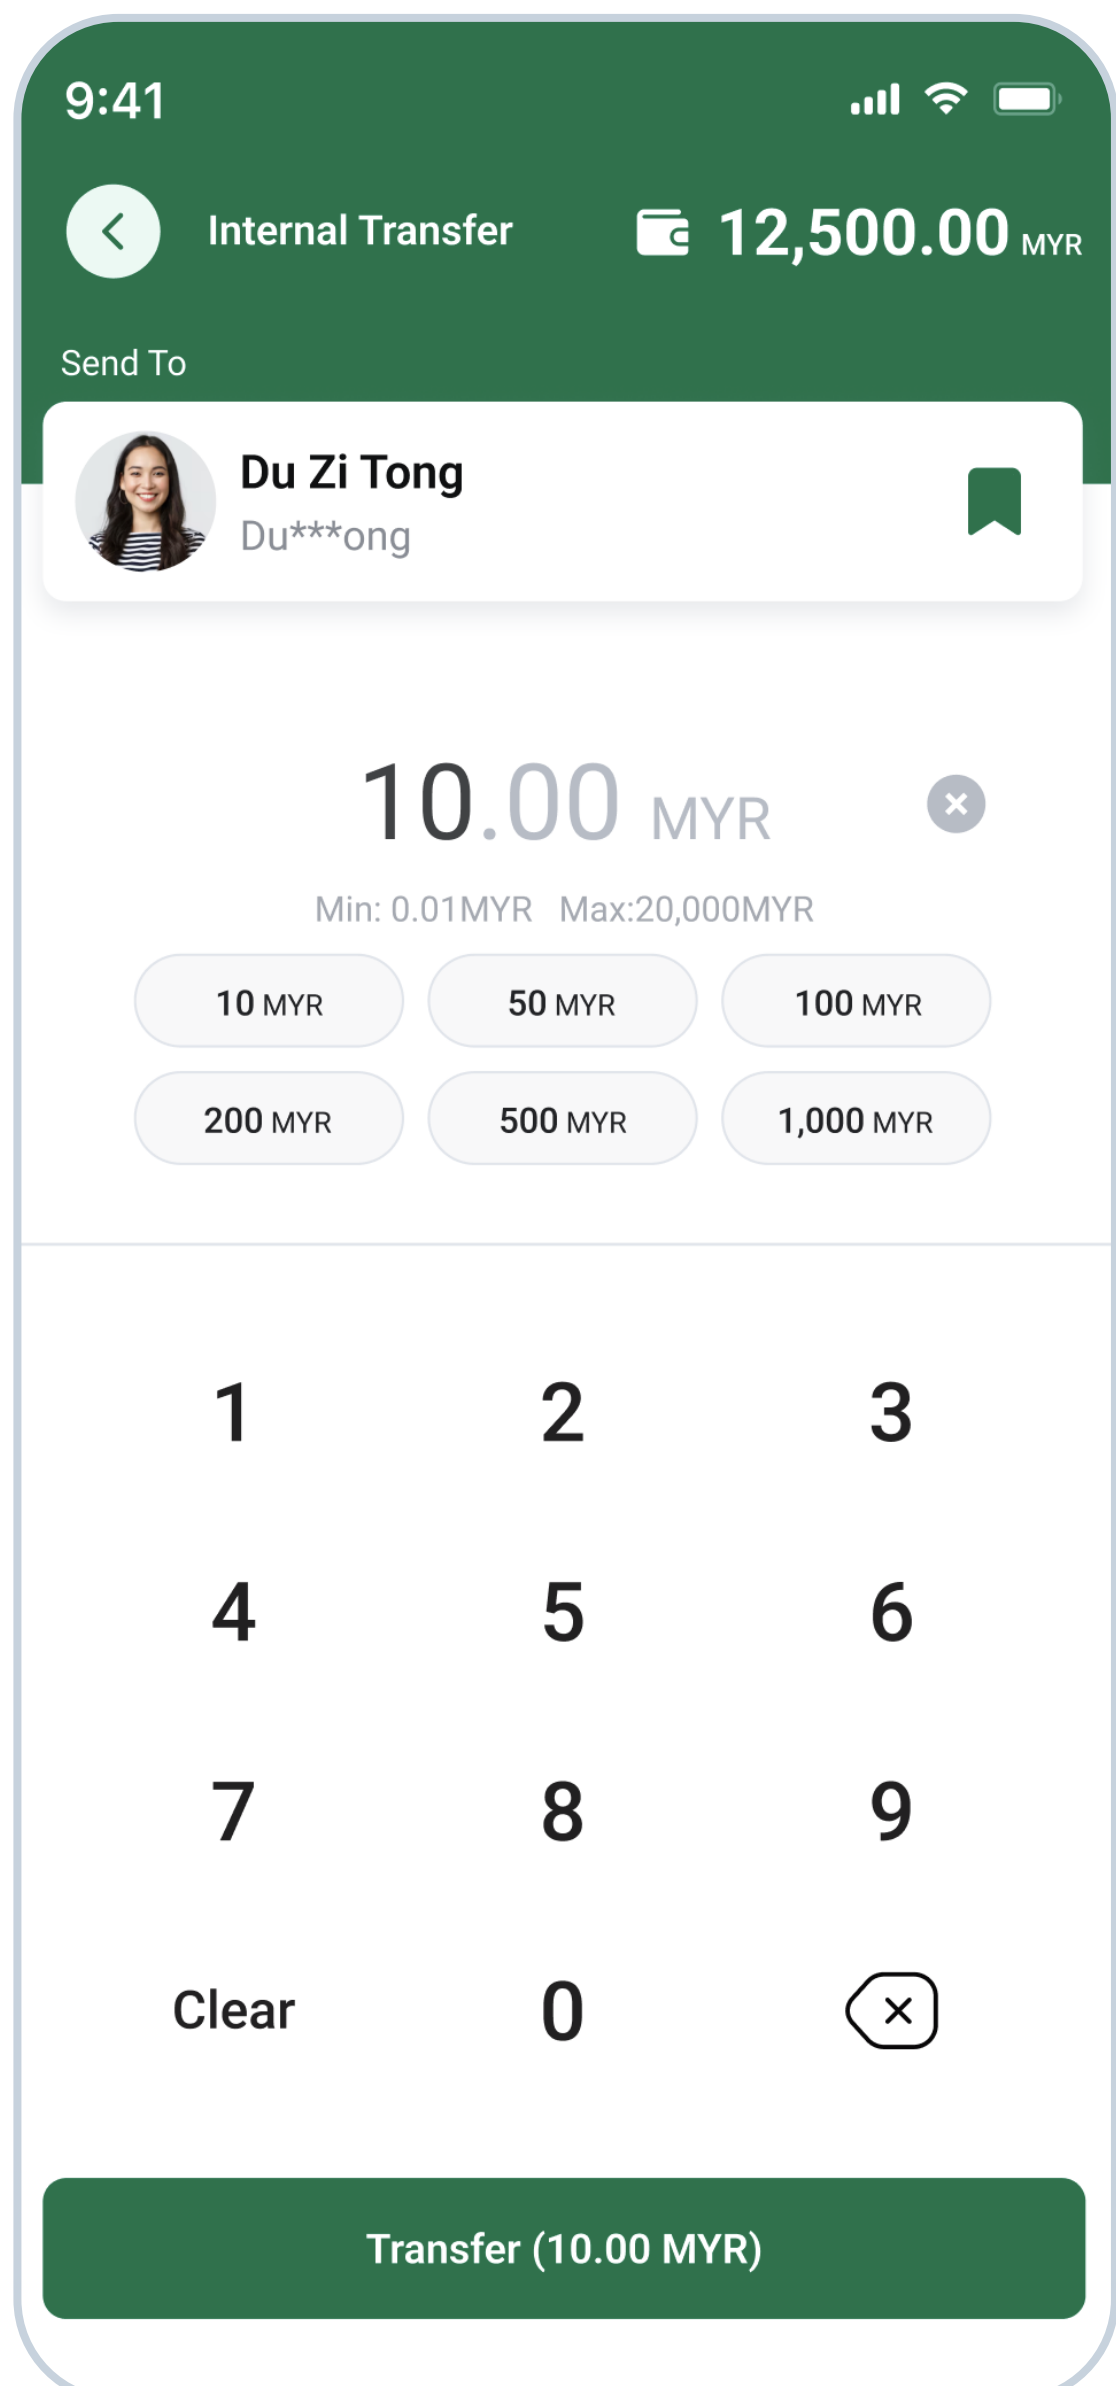 9:41
Internal Transfer 12,500.00 MYR
Send To
Du Zi Tong
Du***ong
10.00 MYR
Min: 0.01MYR Max:20,000MYR
10 MYR 50 MYR 100 MYR
200 MYR 500 MYR 1,000 MYR
1 2 3
4 5 6
7 8 9
Clear 0
Transfer (10.00 MYR)